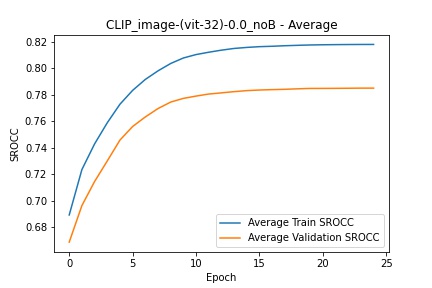 CLIP_image-(vit-32)-0.0_noB - Average
SROCC
0.82
0.80
0.78
0.76
0.74
0.72
0.70
0.68
Average Train SROCC
Average Validation SROCC
0 5 10 15 20 25
Epoch